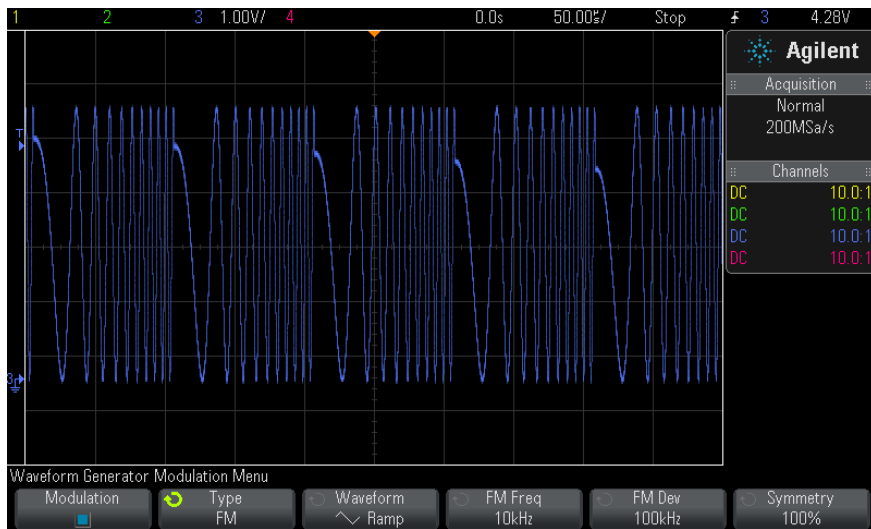 1 2 3 1.00V/ 4 0.0s 50.00㎲/ Stop 3 4.28V
Agilent
Acquisition
Normal
200MSa/s
Channels
DC 10.0:1
DC 10.0:1
DC 10.0:1
DC 10.0:1
T
3
Waveform Generator Modulation Menu
Modulation
Type
FM
Waveform
Ramp
FM Freq
10kHz
FM Dev
100kHz
Symmetry
100%